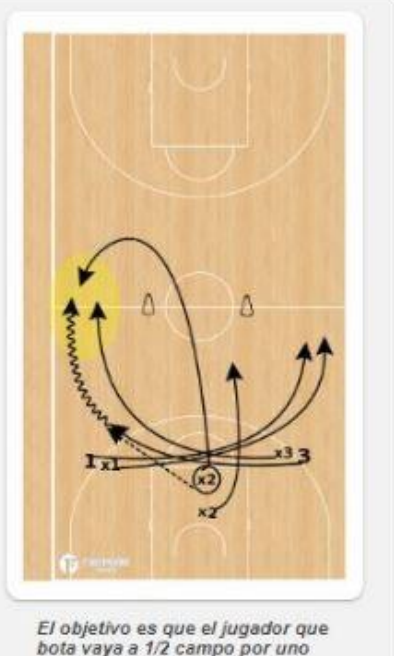 1 x1 x3 3
x2
x2
El objetivo es que el jugador que
bota vaya a 1/2 campo por uno